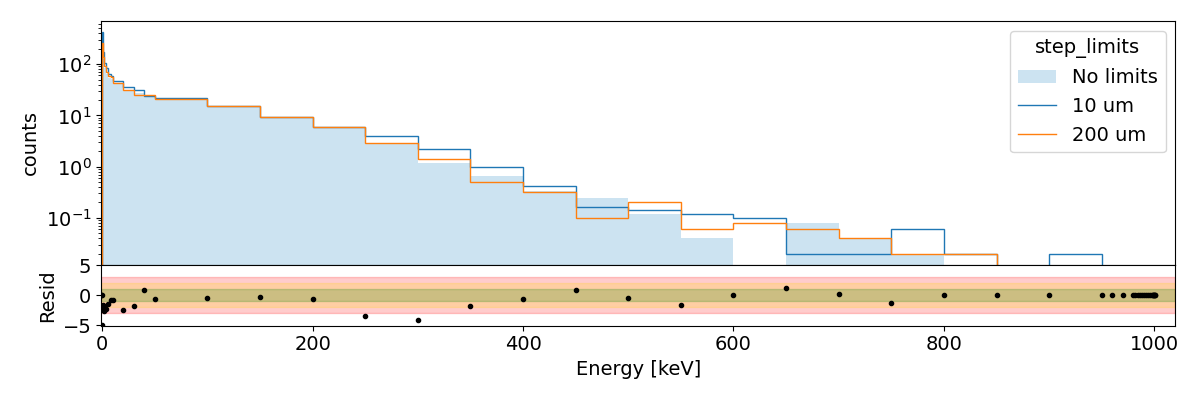 counts
10²
10¹
10⁰
10⁻¹
step_limits
No limits
10 um
200 um
Resid
5
0
−5
0 200 400 600 800 1000
Energy [keV]